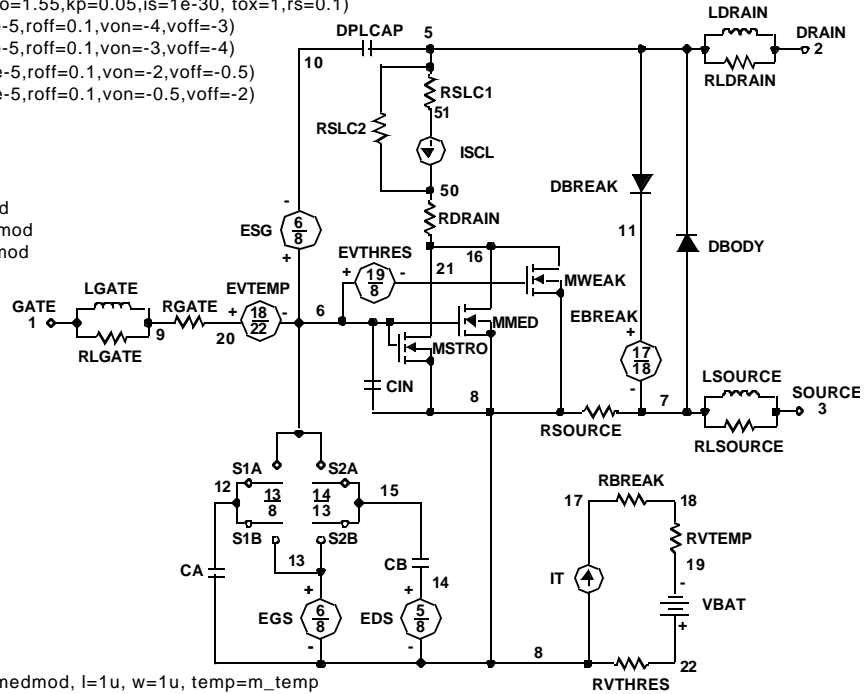 o=1.55,kp=0.05,is=1e-30, tox=1,rs=0.1)
e-5,roff=0.1,von=-4,voff=-3)
e-5,roff=0.1,von=-3,voff=-4)
e-5,roff=0.1,von=-2,voff=-0.5)
e-5,roff=0.1,von=-0.5,voff=-2)
d
mod
mod
LDRAIN
DPLCAP 5 DRAIN
10 2
RLDRAIN
RSLC1
51
RSLC2
ISCL
50
DBREAK
RDRAIN
11
DBODY
-
ESG 6/8
+
EVTHRES 16
+ 19/8 - 21 MWEAK
LGATE
EVTEMP
GATE RGATE + 18/22 - 6 EBREAK +
1 MMED
9 20 MSTRO 17/18
RLGATE
LSOURCE
CIN 8 - 7 SOURCE
3
RSOURCE
RLSOURCE
S1A S2A
12 13/8 14/13 15 17 RBREAK 18
S1B S2B
RVTEMP
13 CB 19
CA IT -
14
+ + VBAT
EGS 6/8 EDS 5/8
+
- - 8 22
RVTHRES
medmod, l=1u, w=1u, temp=m_temp